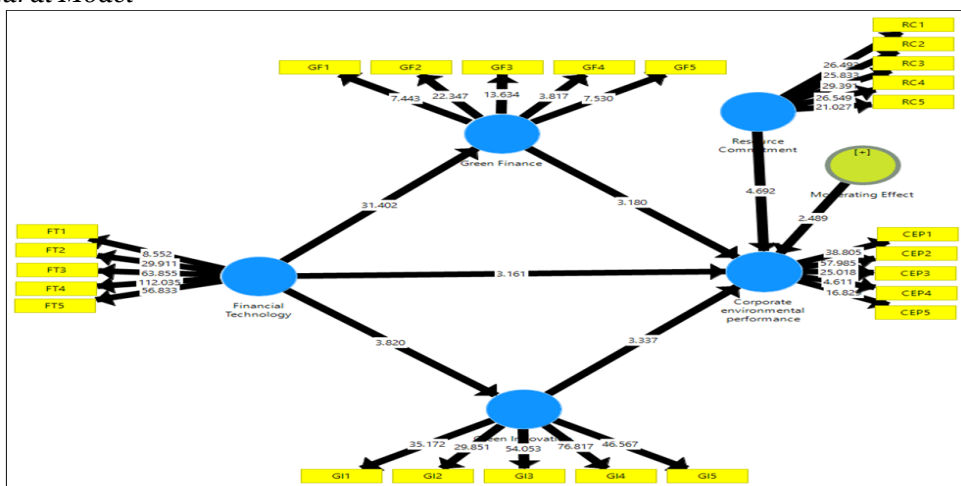 RC1
RC2
RC3
RC4
RC5
26.493
25.833
29.391
26.549
21.027
GF1
GF2
GF3
GF4
GF5
7.443
22.347
13.634
3.817
7.530
Green Finance
Resource
Commitment
[+]
Moderating Effect
31.402
3.180
4.692
2.489
FT1
FT2
FT3
FT4
FT5
8.552
29.911
63.855
112.035
56.833
Financial
Technology
3.161
Corporate
environmental
performance
CEP1
CEP2
CEP3
CEP4
CEP5
38.805
57.985
25.018
4.611
3.820
3.337
Green Innovation
35.172
29.851
54.053
76.817
46.567
GI1
GI2
GI3
GI4
GI5